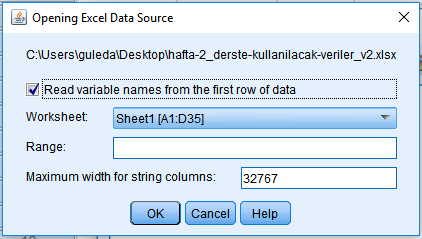 Opening Excel Data Source
C:\Users\guleda\Desktop\hafta-2_derste-kullanilacak-veriler_v2.xlsx
Read variable names from the first row of data
Worksheet: Sheet1 [A1:D35]
Range:
Maximum width for string columns: 32767
OK Cancel Help